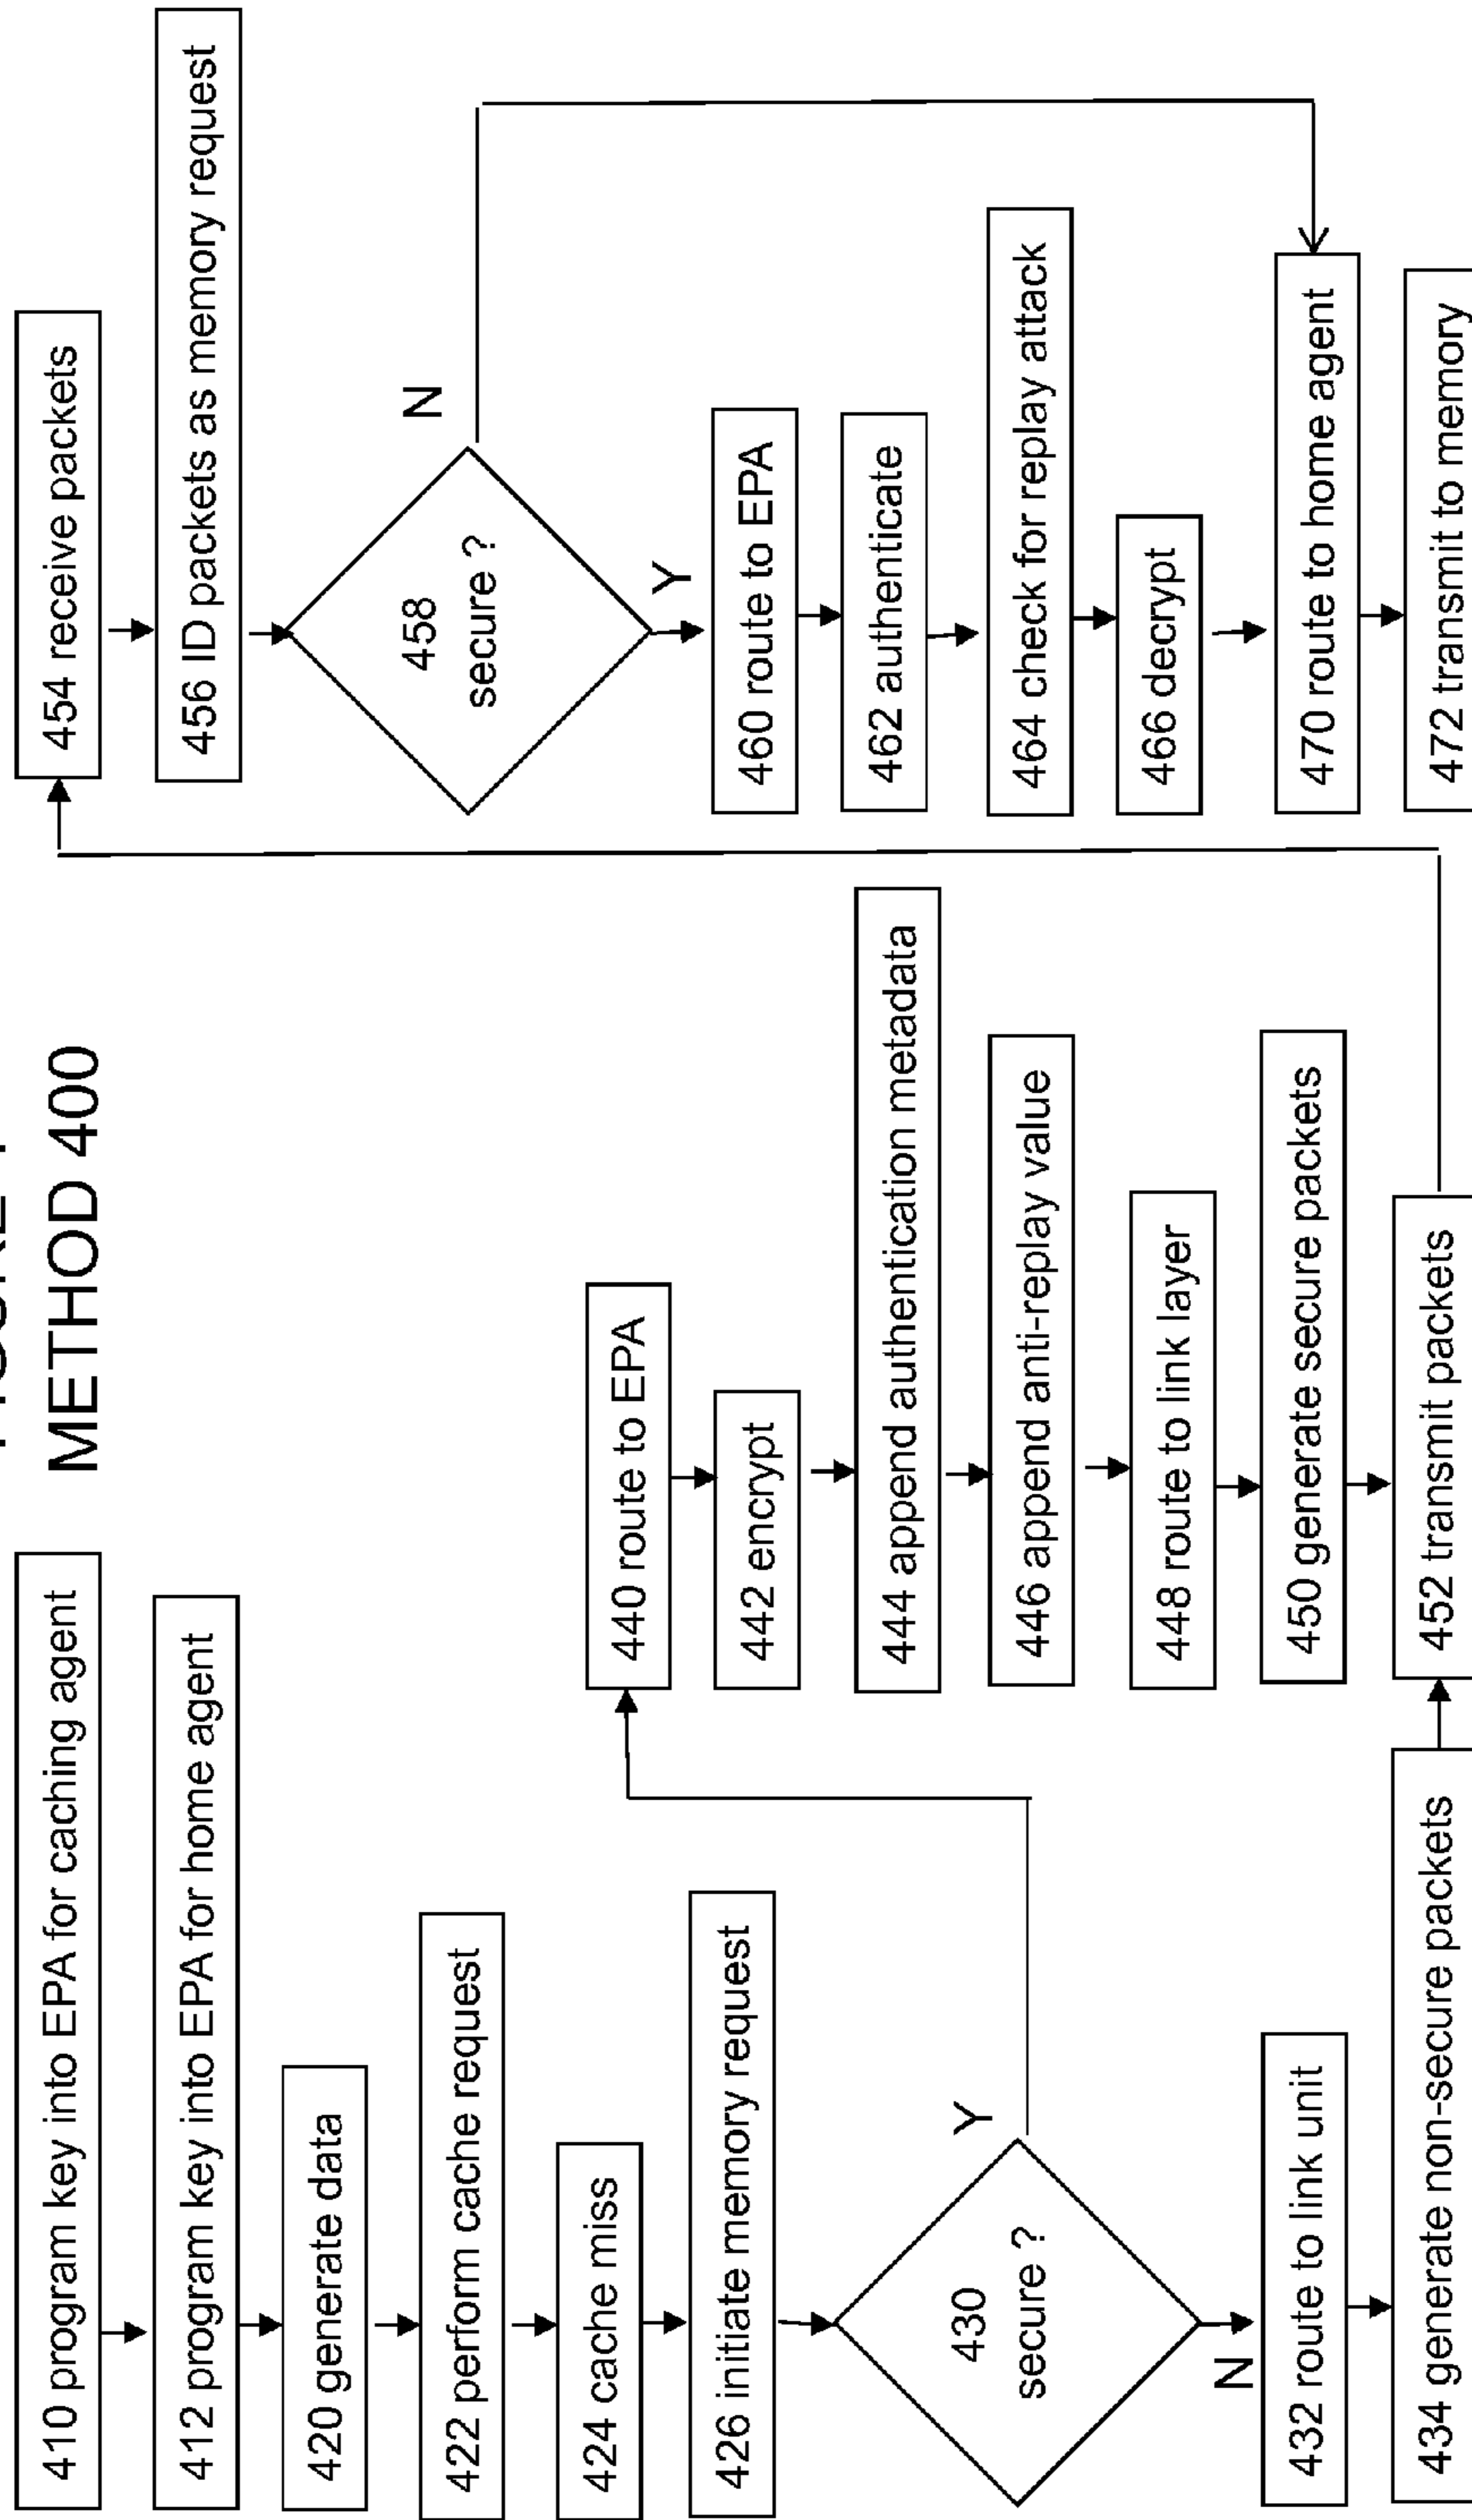 METHOD 400
410 program key into EPA for caching agent
412 program key into EPA for home agent
420 generate data
422 perform cache request
424 cache miss
426 initiate memory request
430
secure ?
Y
N
432 route to link unit
434 generate non-secure packets
440 route to EPA
442 encrypt
444 append authentication metadata
446 append anti-replay value
448 route to link layer
450 generate secure packets
452 transmit packets
454 receive packets
456 ID packets as memory request
458
secure ?
N
Y
460 route to EPA
462 authenticate
464 check for replay attack
466 decrypt
470 route to home agent
472 transmit to memory